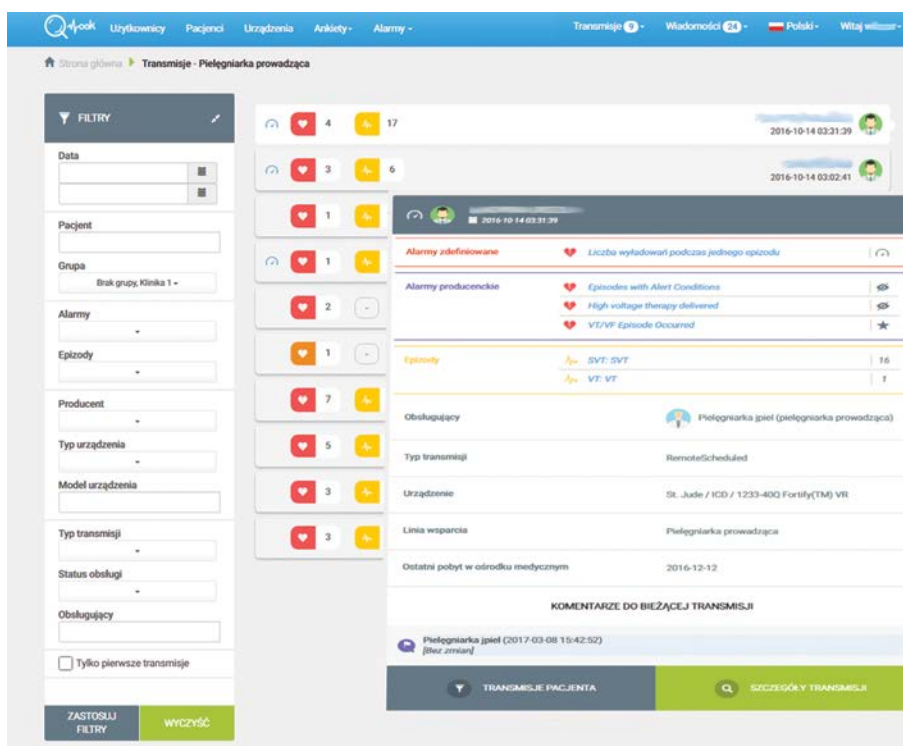 Qwook Użytkownicy Pacjenci Urządzenia Ankiety Alarmy Transmisje 9 Wiadomości 24 Polski Witaj
Strona główna Transmisje - Pielęgniarka prowadząca
FILTRY
Data
Pacjent
Grupa
Brak grupy, Klinika 1
Alarmy
Epizody
Producent
Typ urządzenia
Model urządzenia
Typ transmisji
Status obsługi
Obsługujący
Tylko pierwsze transmisje
ZASTOSUJ FILTRY
WYCZYŚĆ
4 17 2016-10-14 03:31:39
3 6 2016-10-14 03:02:41
1
1
2 -
1 -
7
5
3
3
2016-10-14 03:31:39
Alarmy zdefiniowane Liczba wyładowań podczas jednego epizodu
Alarmy producenckie Episodes with Alert Conditions
High voltage therapy delivered
VT/VF Episode Occurred
Epizody SVT: SVT 16
VT: VT 1
Obsługujący Pielęgniarka jpiel (pielęgniarka prowadząca)
Typ transmisji RemoteScheduled
Urządzenie St. Jude / ICD / 1233-40Q Fortify(TM) VR
Linia wsparcia Pielęgniarka prowadząca
Ostatni pobyt w ośrodku medycznym 2016-12-12
KOMENTARZE DO BIEŻĄCEJ TRANSMISJI
Pielęgniarka jpiel (2017-03-08 15:42:52)
[Bez zmian]
TRANSMISJE PACJENTA
SZCZEGÓŁY TRANSMISJI